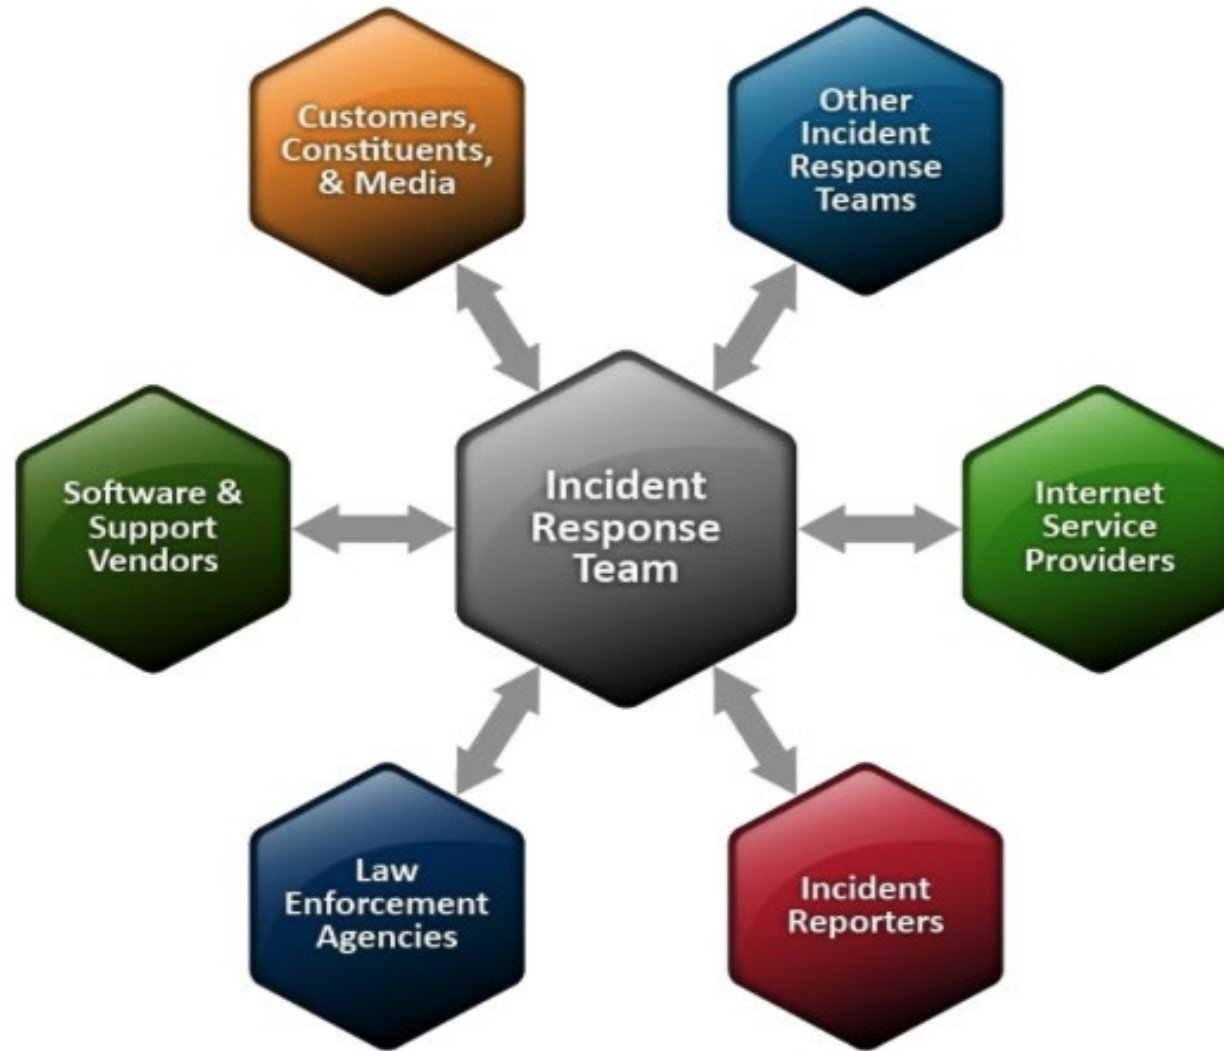 Customers,
Constituents,
& Media
Other
Incident
Response
Teams
Software &
Support
Vendors
Incident
Response
Team
Internet
Service
Providers
Law
Enforcement
Agencies
Incident
Reporters